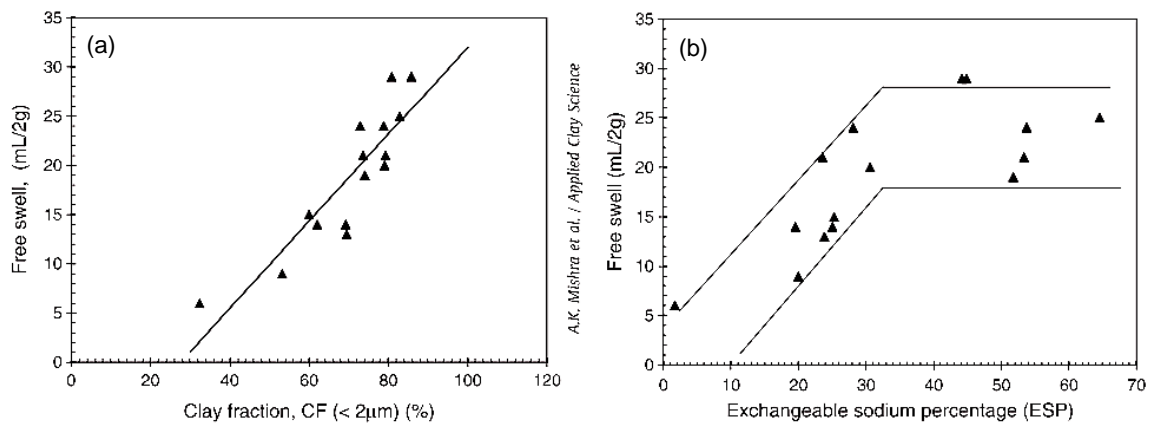 (a)
Free swell, (mL/2g)
35
30
25
20
15
10
5
0
0 20 40 60 80 100 120
Clay fraction, CF (< 2μm) (%)
A.K. Mishra et al. / Applied Clay Science
(b)
Free swell (mL/2g)
35
30
25
20
15
10
5
0
0 10 20 30 40 50 60 70
Exchangeable sodium percentage (ESP)